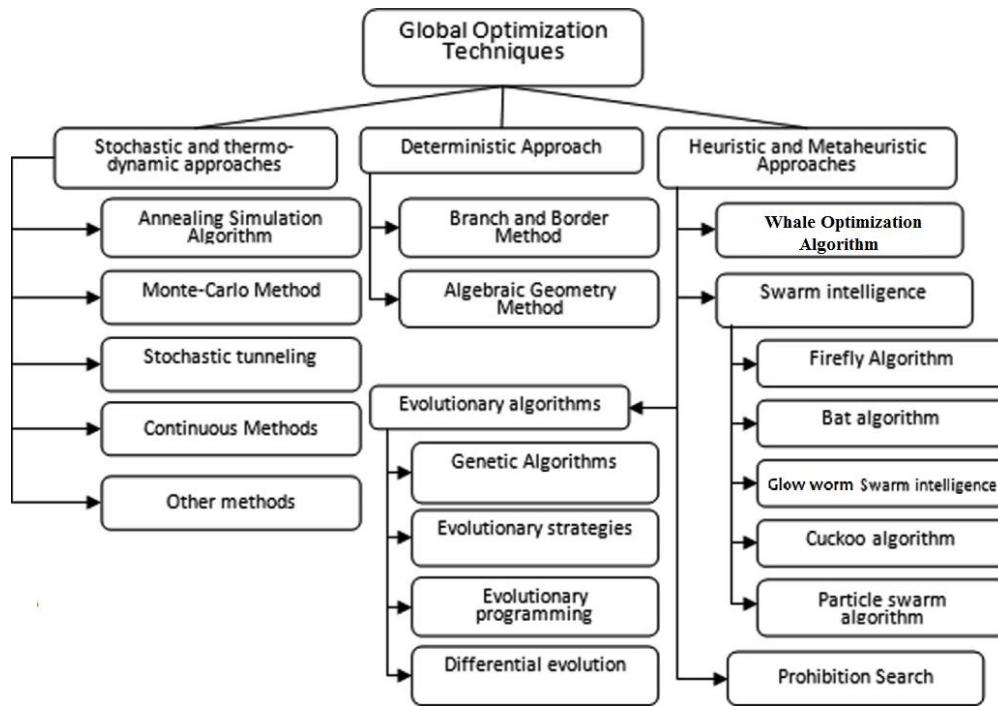 Global Optimization
Techniques
Stochastic and thermo-
dynamic approaches
Annealing Simulation
Algorithm
Monte-Carlo Method
Stochastic tunneling
Continuous Methods
Other methods
Deterministic Approach
Branch and Border
Method
Algebraic Geometry
Method
Heuristic and Metaheuristic
Approaches
Whale Optimization
Algorithm
Swarm intelligence
Firefly Algorithm
Bat algorithm
Glow worm Swarm intelligence
Cuckoo algorithm
Particle swarm
algorithm
Evolutionary algorithms
Genetic Algorithms
Evolutionary strategies
Evolutionary
programming
Differential evolution
Prohibition Search